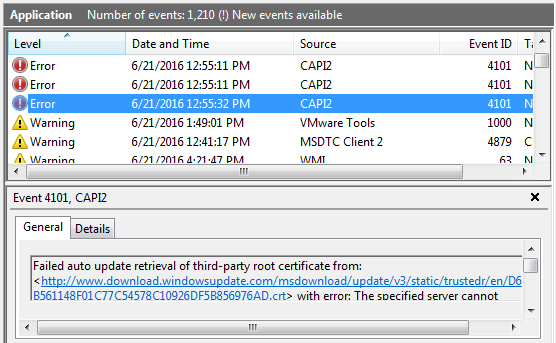 Application Number of events: 1,210 (!) New events available
Level Date and Time Source Event ID Ta
Error 6/21/2016 12:55:11 PM CAPI2 4101 N
Error 6/21/2016 12:55:11 PM CAPI2 4101 N
Error 6/21/2016 12:55:32 PM CAPI2 4101 N
Warning 6/21/2016 1:49:01 PM VMware Tools 1000 N
Warning 6/21/2016 12:41:17 PM MSDTC Client 2 4879 C
Warning 6/21/2016 4:21:47 PM WMI 63 N
Event 4101, CAPI2
General Details
Failed auto update retrieval of third-party root certificate from:
<http://www.download.windowsupdate.com/msdownload/update/v3/static/trustedr/en/D6
B561148F01C77C54578C10926DF5B856976AD.crt> with error: The specified server cannot